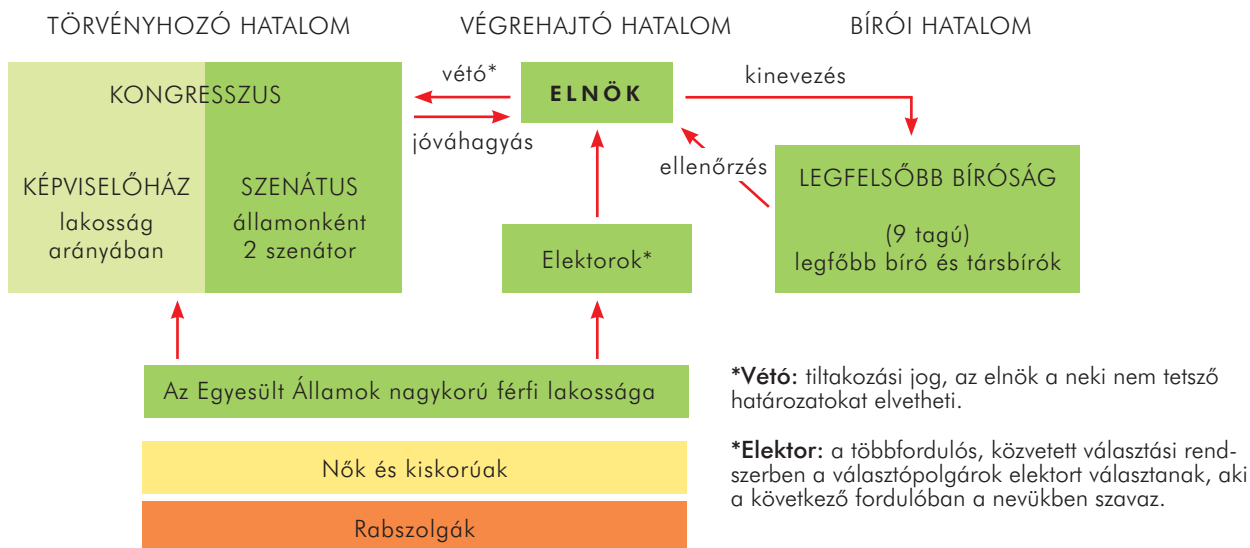 TÖRVÉNYHOZÓ HATALOM
VÉGREHAJTÓ HATALOM
BÍRÓI HATALOM
KONGRESSZUS
KÉPVISELŐHÁZ
lakosság
arányában
SZENÁTUS
államonként
2 szenátor
vétó*
jóváhagyás
ELNÖK
kinevezés
ellenőrzés
LEGFELSŐBB BÍRÓSÁG
(9 tagú)
legfőbb bíró és társbírók
Elektorok*
Az Egyesült Államok nagykorú férfi lakossága
Nők és kiskorúak
Rabszolgák
*Vétó: tiltakozási jog, az elnök a neki nem tetsző
határozatokat elvetheti.
*Elektor: a többfordulós, közvetett választási rend-
szerben a választópolgárok elektort választanak, aki
a következő fordulóban a nevükben szavaz.